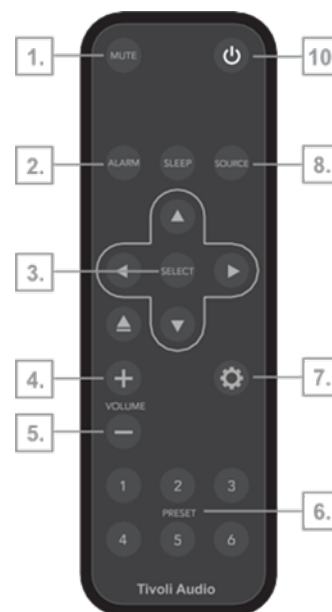 1. MUTE 10
2. ALARM SLEEP SOURCE 8.
3. SELECT
4.
7.
VOLUME
5.
1 2 3
PRESET 6.
4 5 6
Tivoli Audio